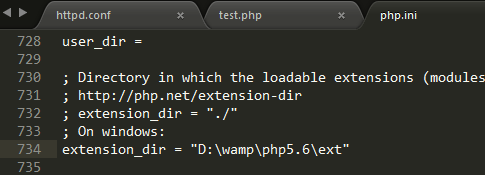 httpd.conf × test.php × php.ini
728 user_dir =
729
730 ; Directory in which the loadable extensions (modules
731 ; http://php.net/extension-dir
732 ; extension_dir = "./"
733 ; On windows:
734 extension_dir = "D:\wamp\php5.6\ext"
735